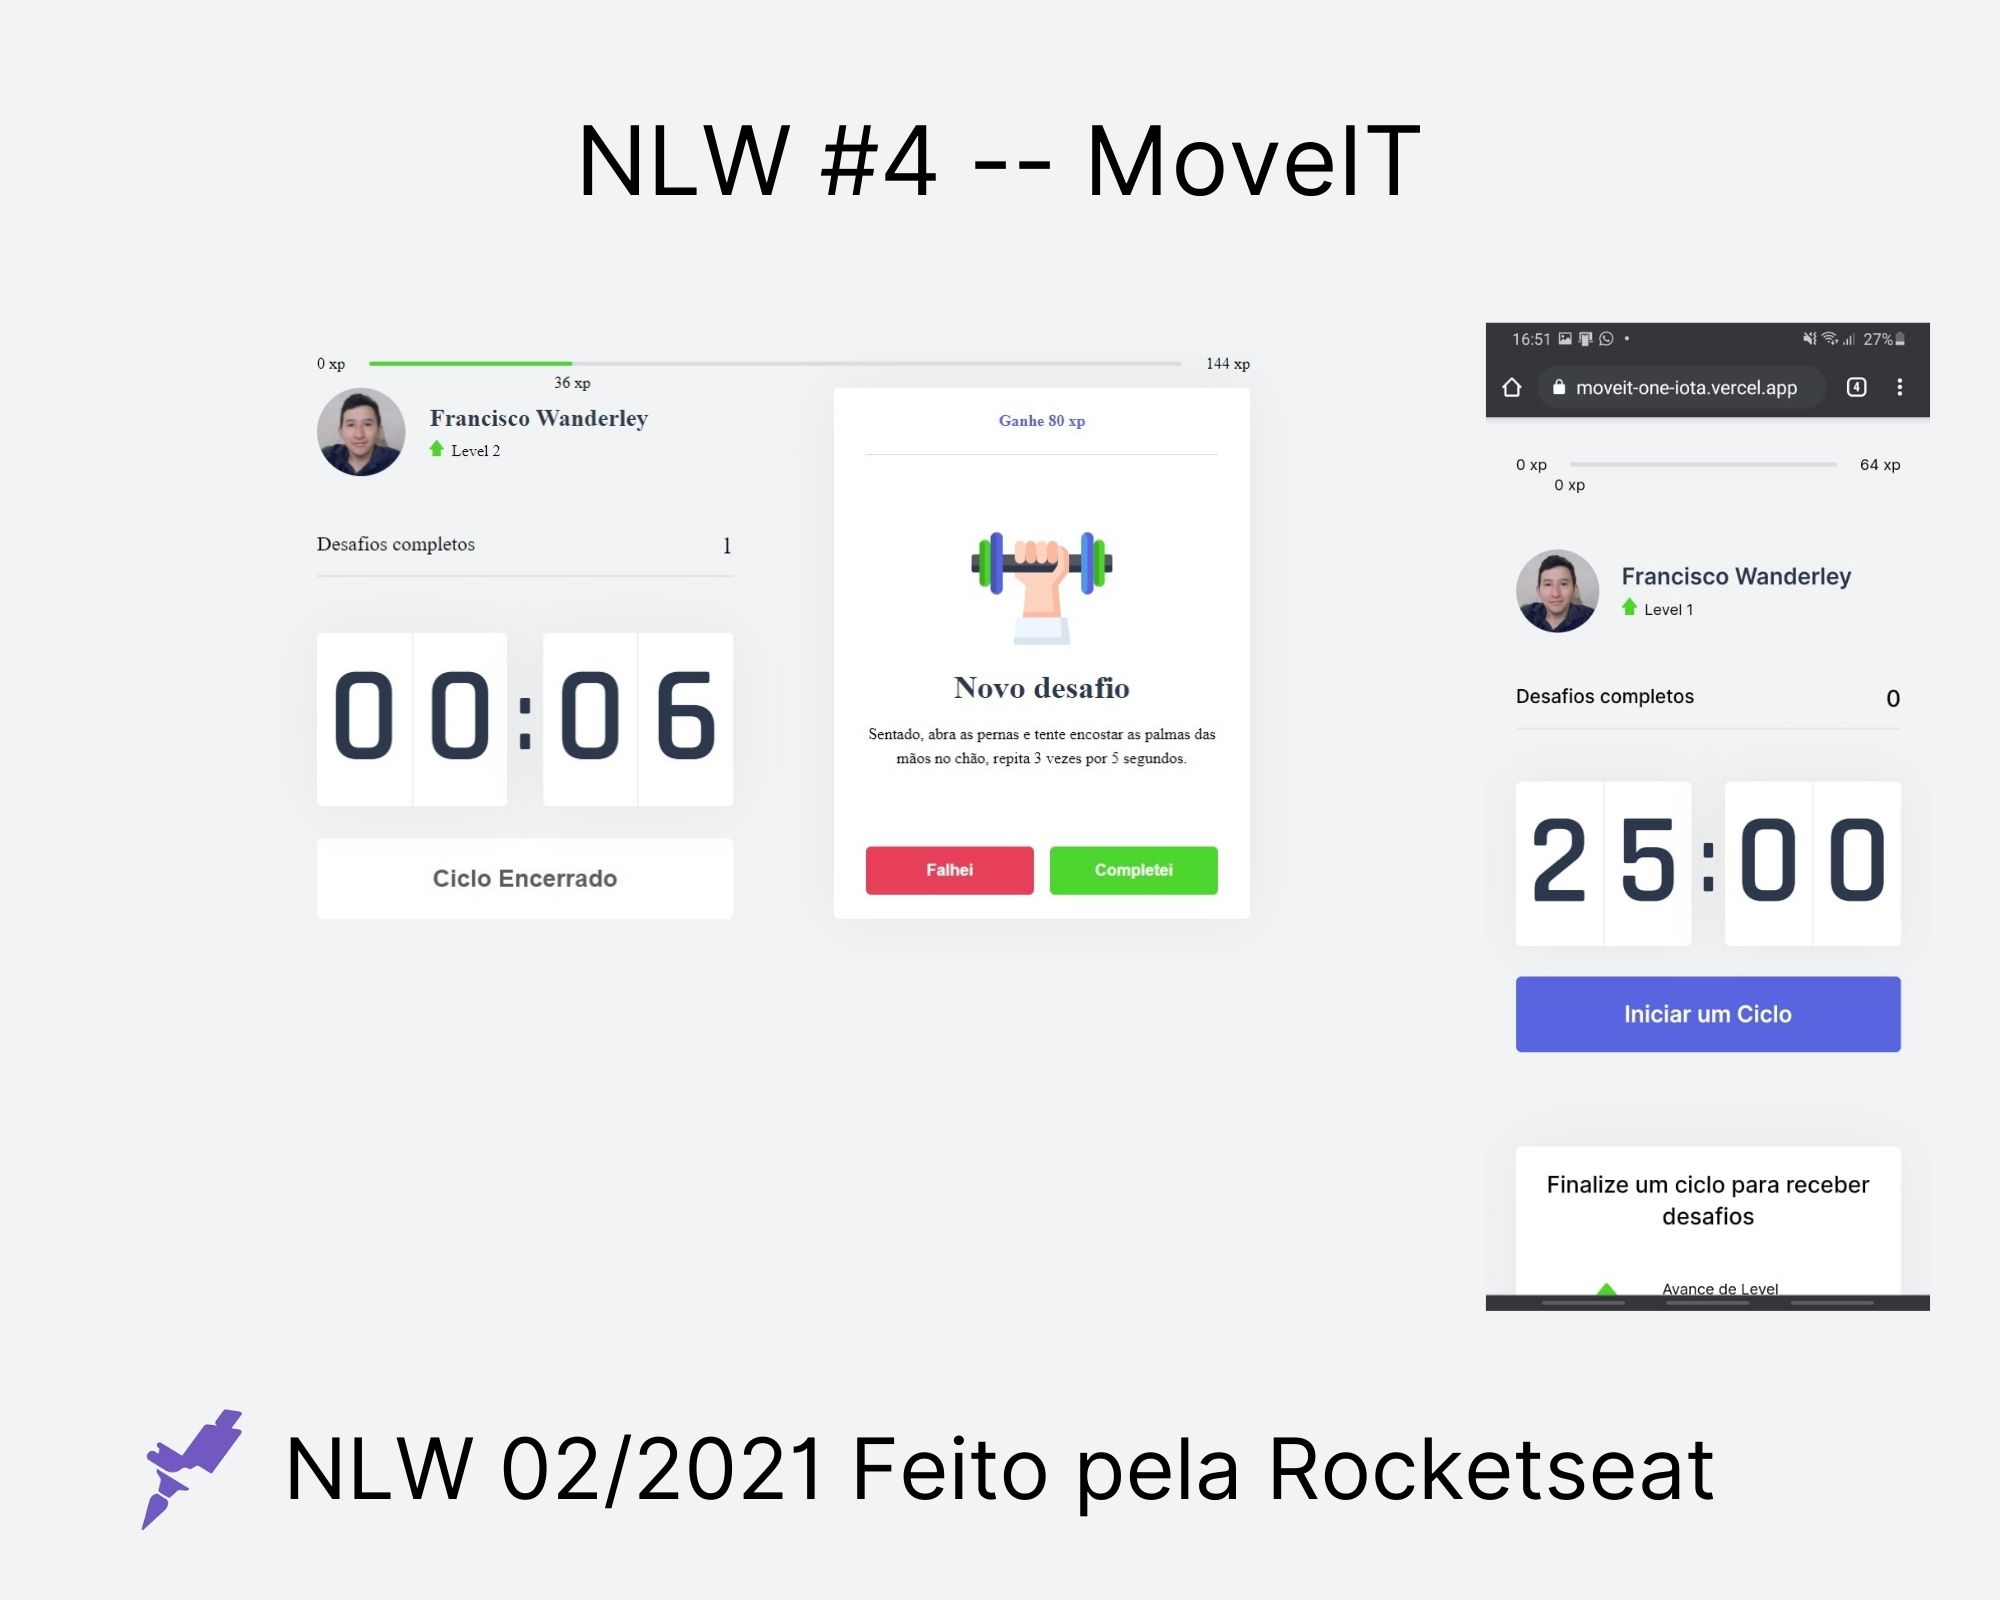 NLW #4 -- MoveIT
0 xp
36 xp
144 xp
Francisco Wanderley
Level 2
Desafios completos
1
00:06
Ciclo Encerrado
Ganhe 80 xp
Novo desafio
Sentado, abra as pernas e tente encostar as palmas das
mãos no chão, repita 3 vezes por 5 segundos.
Falhei
Completei
16:51
27%
moveit-one-iota.vercel.app
4
0 xp
0 xp
64 xp
Francisco Wanderley
Level 1
Desafios completos
0
25:00
Iniciar um Ciclo
Finalize um ciclo para receber
desafios
Avance de Level
NLW 02/2021 Feito pela Rocketseat